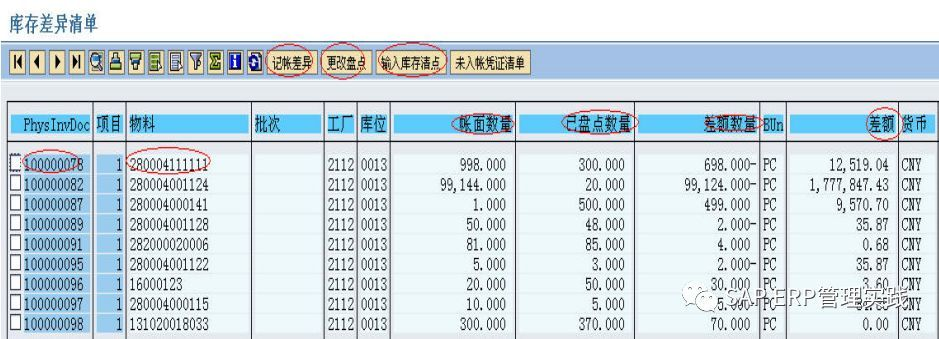 库存差异清单
记帐差异 更改盘点 输入库存清点 未入帐凭证清单
PhysInvDoc 项目 物料 批次 工厂 库位 帐面数量 已盘点数量 差额数量 BUn 差额 货币
100000078 1 280004111111 2112 0013 998.000 300.000 698.000- PC 12,519.04 CNY
100000082 1 280004001124 2112 0013 99,144.000 20.000 99,124.000- PC 1,777,847.43 CNY
100000087 1 280004000141 2112 0013 1.000 500.000 499.000 PC 9,570.70 CNY
100000089 1 280004001128 2112 0013 50.000 48.000 2.000- PC 35.87 CNY
100000091 1 282000020006 2112 0013 81.000 85.000 4.000 PC 0.68 CNY
100000095 1 280004001122 2112 0013 5.000 3.000 2.000- PC 35.87 CNY
100000096 1 16000123 2112 0013 20.000 50.000 30.000 PC 3.60 CNY
100000097 1 280004000115 2112 0013 10.000 5.000 5.000- PC CNY
100000098 1 131020018033 2112 0013 300.000 370.000 70.000 PC 0.00 CNY
SAP ERP管理实践